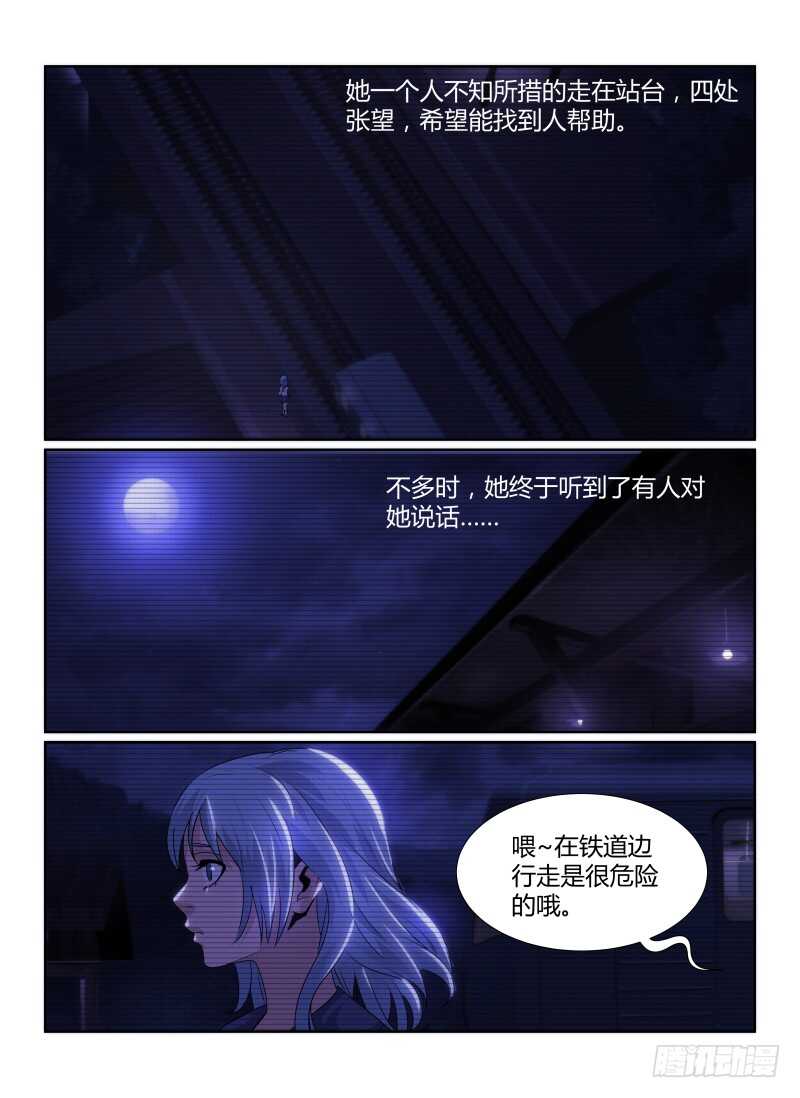 她一个人不知所措的走在站台，四处
张望，希望能找到人帮助。
不多时，她终于听到了有人对
她说话……
喂~在铁道边
行走是很危险
的哦。
腾讯动漫